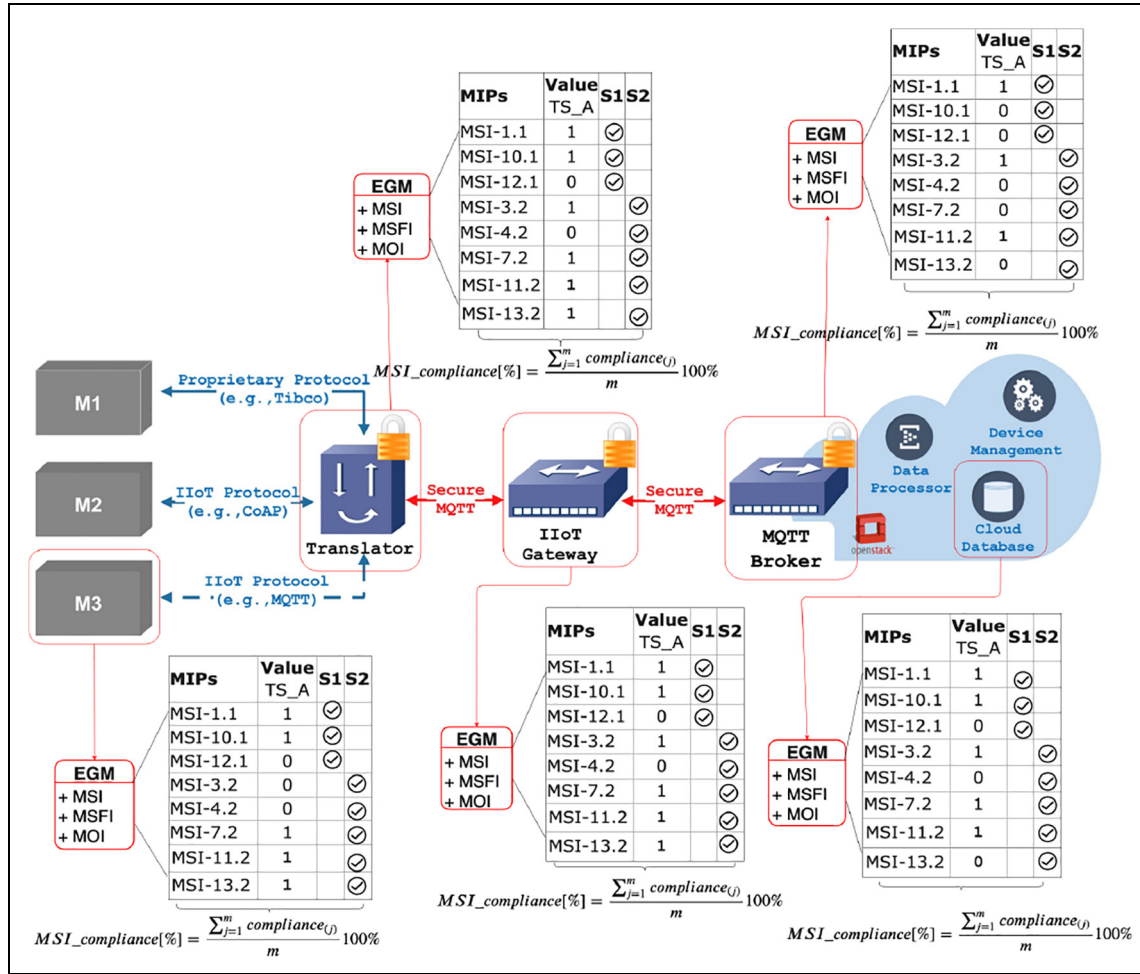 MIPs Value TS_A S1 S2
MSI-1.1 1
MSI-10.1 1
MSI-12.1 0
MSI-3.2 1
MSI-4.2 0
MSI-7.2 1
MSI-11.2 1
MSI-13.2 1
EGM
+ MSI
+ MSFI
+ MOI
MSI_compliance[%] = \frac{\sum_{j=1}^{m} compliance_{(j)}}{m} 100%
MIPs Value TS_A S1 S2
MSI-1.1 1
MSI-10.1 0
MSI-12.1 0
MSI-3.2 1
MSI-4.2 0
MSI-7.2 0
MSI-11.2 1
MSI-13.2 0
EGM
+ MSI
+ MSFI
+ MOI
MSI_compliance[%] = \frac{\sum_{j=1}^{m} compliance_{(j)}}{m} 100%
M1
Proprietary Protocol
(e.g.,Tibco)
M2
IIoT Protocol
(e.g.,CoAP)
M3
IIoT Protocol
(e.g.,MQTT)
Translator
Secure
MQTT
IIoT
Gateway
Secure
MQTT
MQTT
Broker
Data
Processor
Device
Management
openstack
Cloud
Database
MIPs Value TS_A S1 S2
MSI-1.1 1
MSI-10.1 1
MSI-12.1 0
MSI-3.2 0
MSI-4.2 0
MSI-7.2 1
MSI-11.2 1
MSI-13.2 1
EGM
+ MSI
+ MSFI
+ MOI
MSI_compliance[%] = \frac{\sum_{j=1}^{m} compliance_{(j)}}{m} 100%
MIPs Value TS_A S1 S2
MSI-1.1 1
MSI-10.1 1
MSI-12.1 0
MSI-3.2 1
MSI-4.2 0
MSI-7.2 1
MSI-11.2 1
MSI-13.2 1
EGM
+ MSI
+ MSFI
+ MOI
MSI_compliance[%] = \frac{\sum_{j=1}^{m} compliance_{(j)}}{m} 100%
MIPs Value TS_A S1 S2
MSI-1.1 1
MSI-10.1 1
MSI-12.1 0
MSI-3.2 1
MSI-4.2 0
MSI-7.2 1
MSI-11.2 1
MSI-13.2 0
EGM
+ MSI
+ MSFI
+ MOI
MSI_compliance[%] = \frac{\sum_{j=1}^{m} compliance_{(j)}}{m} 100%